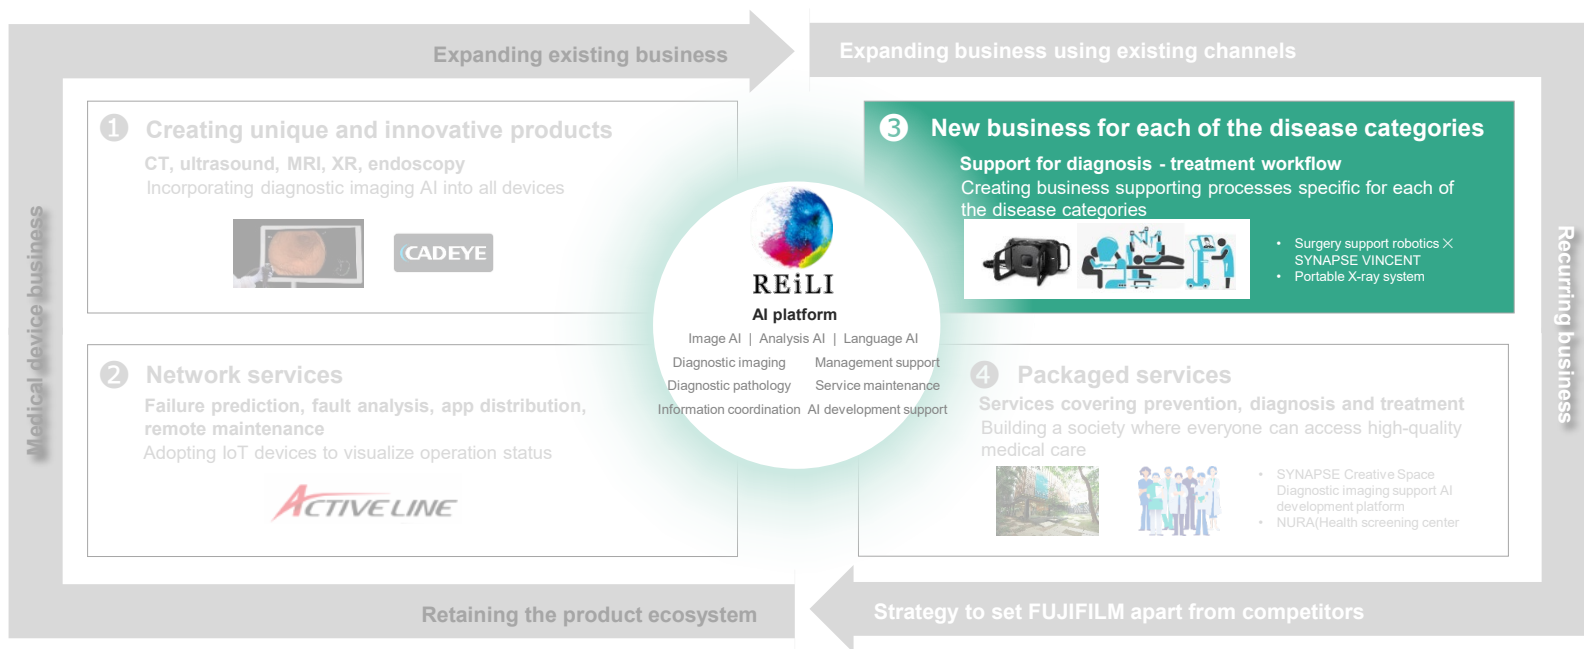 Expanding existing business
Expanding business using existing channels
Medical device business
❶ Creating unique and innovative products
CT, ultrasound, MRI, XR, endoscopy
Incorporating diagnostic imaging AI into all devices
CADEYE
❷ Network services
Failure prediction, fault analysis, app distribution,
remote maintenance
Adopting IoT devices to visualize operation status
ACTIVE LINE
REiLI
AI platform
Image AI | Analysis AI | Language AI
Diagnostic imaging Management support
Diagnostic pathology Service maintenance
Information coordination AI development support
❸ New business for each of the disease categories
Support for diagnosis - treatment workflow
Creating business supporting processes specific for each of
the disease categories
• Surgery support robotics ×
SYNAPSE VINCENT
• Portable X-ray system
❹ Packaged services
Services covering prevention, diagnosis and treatment
Building a society where everyone can access high-quality
medical care
• SYNAPSE Creative Space
Diagnostic imaging support AI
development platform
• NURA(Health screening center
Recurring business
Retaining the product ecosystem
Strategy to set FUJIFILM apart from competitors